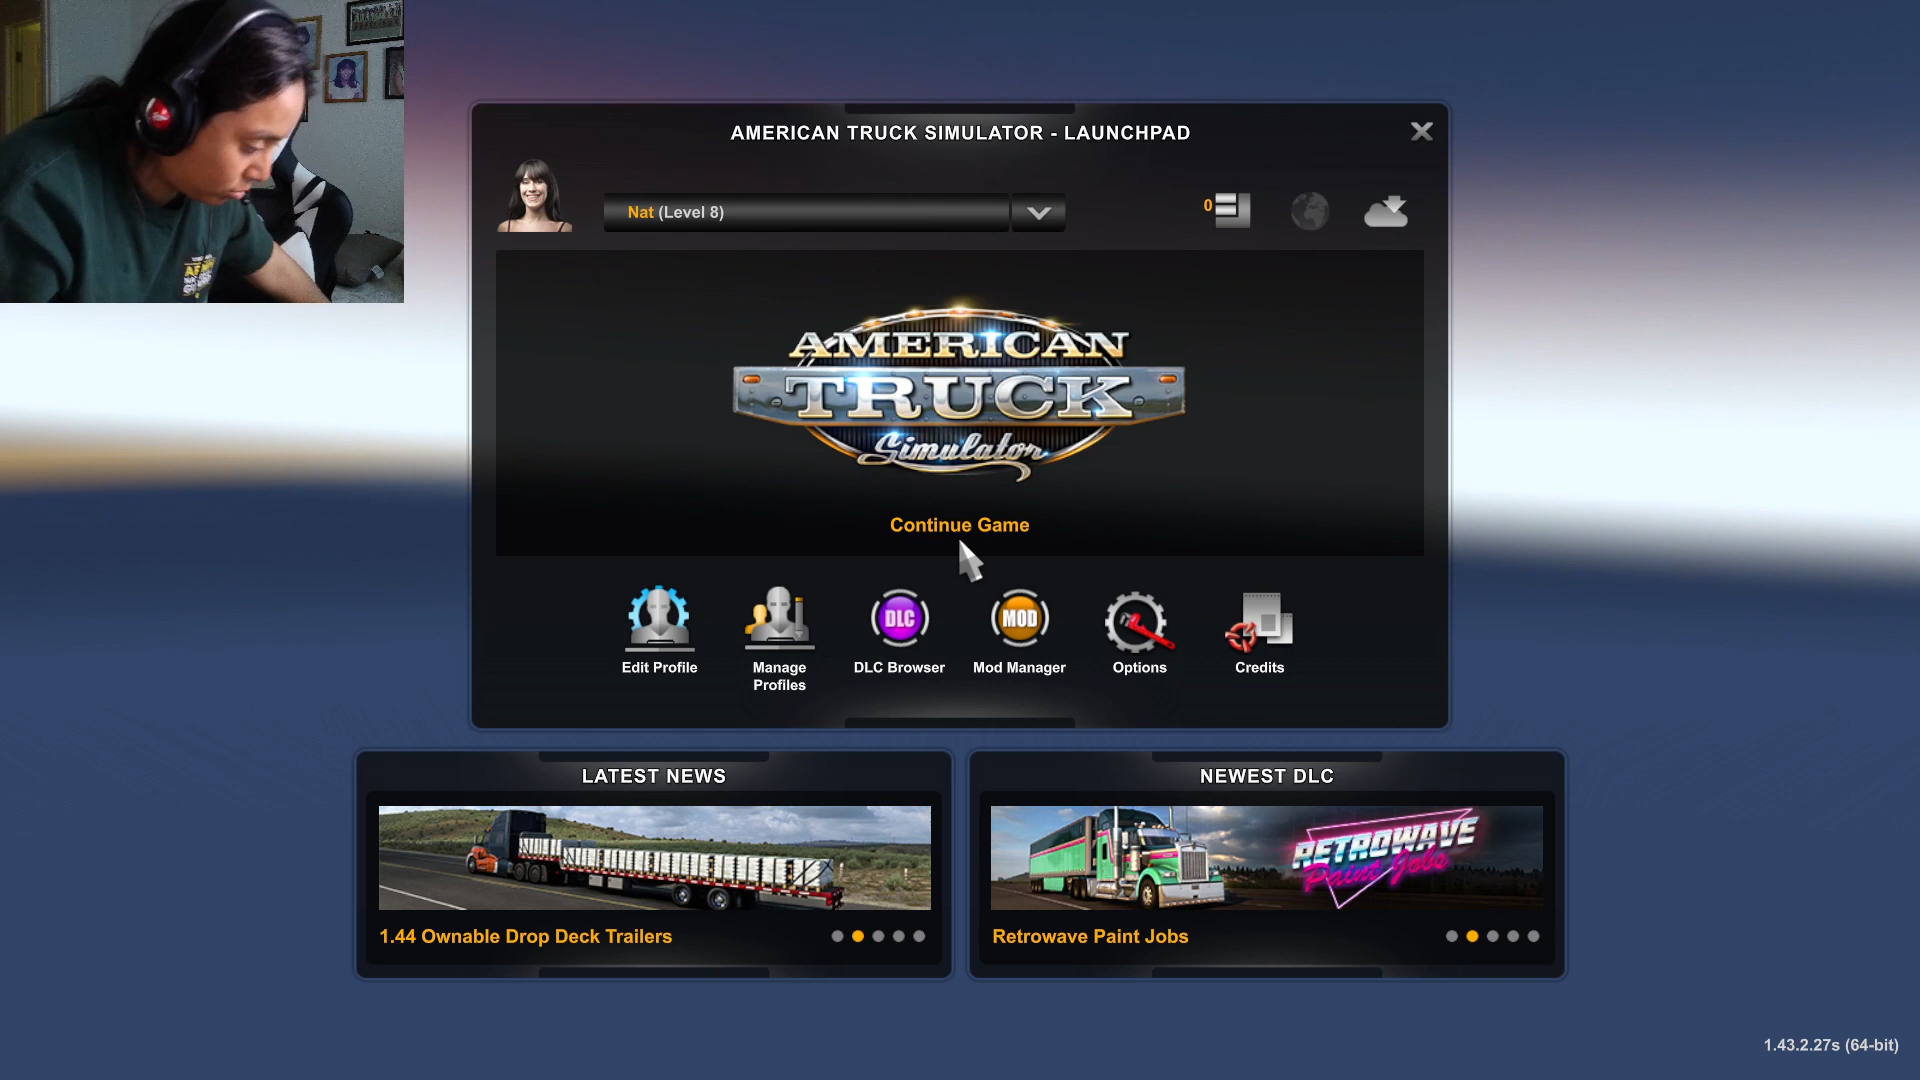 AMERICAN TRUCK SIMULATOR - LAUNCHPAD
Nat (Level 8)
0
AMERICAN
TRUCK
Simulator
Continue Game
DLC
MOD
Edit Profile
Manage
Profiles
DLC Browser
Mod Manager
Options
Credits
LATEST NEWS
1.44 Ownable Drop Deck Trailers
NEWEST DLC
RETROWAVE
Paint Jobs
Retrowave Paint Jobs
1.43.2.27s (64-bit)